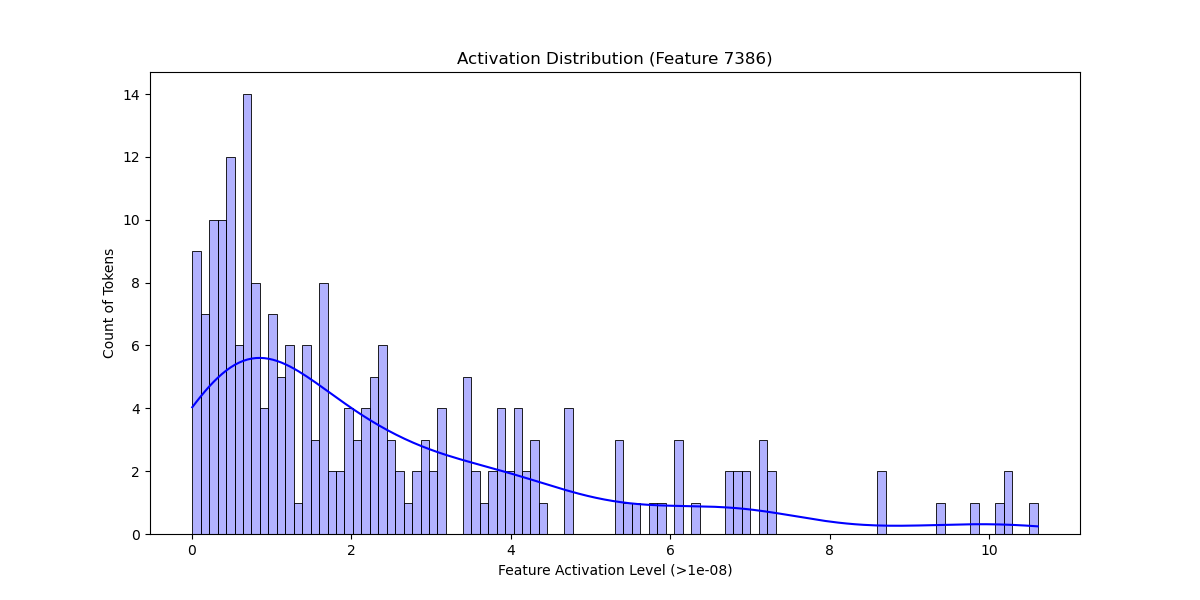 Activation Distribution (Feature 7386)
14
12
10
8
6
4
2
0
Count of Tokens
0 2 4 6 8 10
Feature Activation Level (>1e-08)